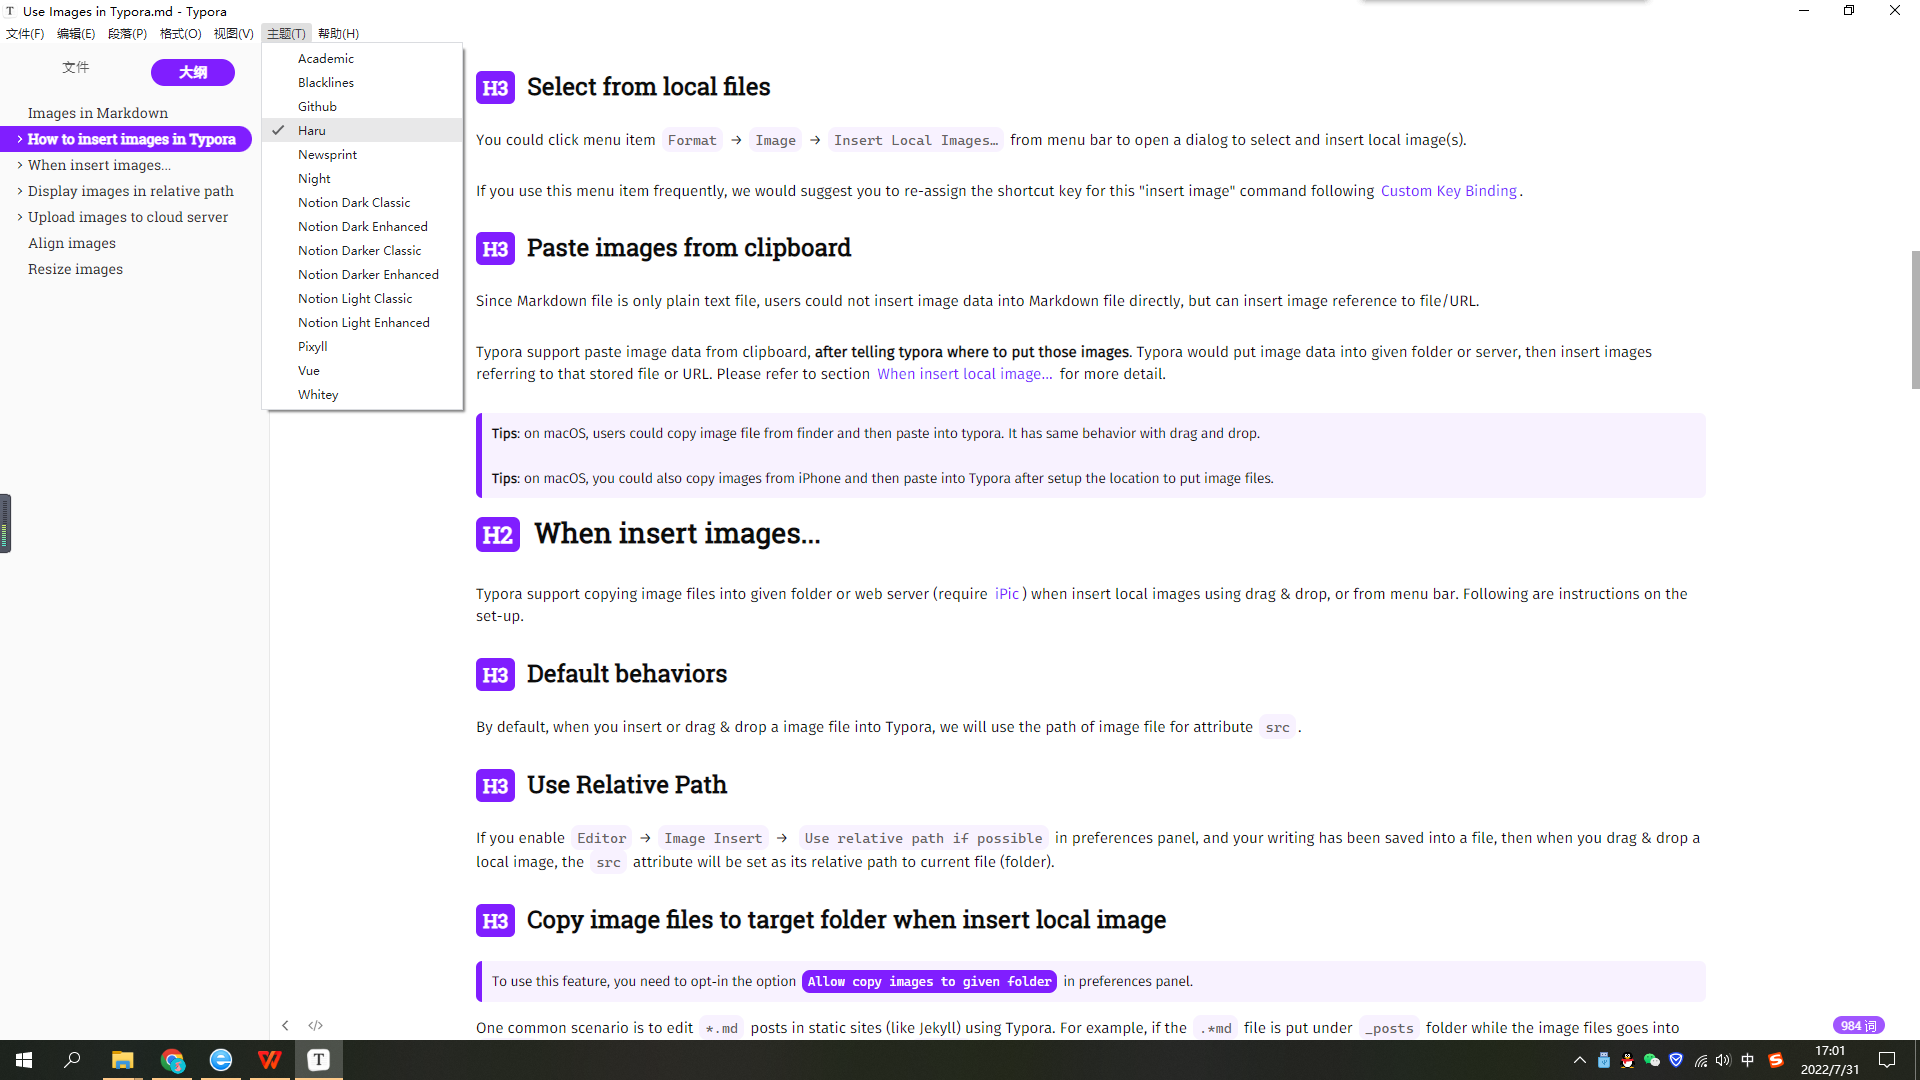 Use Images in Typora.md - Typora
文件(F) 编辑(E) 段落(P) 格式(O) 视图(V) 主题(T) 帮助(H)
文件 大纲
Images in Markdown
How to insert images in Typora
When insert images...
Display images in relative path
Upload images to cloud server
Align images
Resize images
Academic
Blacklines
Github
Haru
Newsprint
Night
Notion Dark Classic
Notion Dark Enhanced
Notion Darker Classic
Notion Darker Enhanced
Notion Light Classic
Notion Light Enhanced
Pixyll
Vue
Whitey
H3 Select from local files
You could click menu item Format → Image → Insert Local Images… from menu bar to open a dialog to select and insert local image(s).
If you use this menu item frequently, we would suggest you to re-assign the shortcut key for this "insert image" command following Custom Key Binding.
H3 Paste images from clipboard
Since Markdown file is only plain text file, users could not insert image data into Markdown file directly, but can insert image reference to file/URL.
Typora support paste image data from clipboard, after telling typora where to put those images. Typora would put image data into given folder or server, then insert images
referring to that stored file or URL. Please refer to section When insert local image... for more detail.
Tips: on macOS, users could copy image file from finder and then paste into typora. It has same behavior with drag and drop.
Tips: on macOS, you could also copy images from iPhone and then paste into Typora after setup the location to put image files.
H2 When insert images...
Typora support copying image files into given folder or web server (require iPic) when insert local images using drag & drop, or from menu bar. Following are instructions on the
set-up.
H3 Default behaviors
By default, when you insert or drag & drop a image file into Typora, we will use the path of image file for attribute src.
H3 Use Relative Path
If you enable Editor → Image Insert → Use relative path if possible in preferences panel, and your writing has been saved into a file, then when you drag & drop a
local image, the src attribute will be set as its relative path to current file (folder).
H3 Copy image files to target folder when insert local image
To use this feature, you need to opt-in the option Allow copy images to given folder in preferences panel.
One common scenario is to edit *.md posts in static sites (like Jekyll) using Typora. For example, if the .*md file is put under _posts folder while the image files goes into
984 词
中
17:01
2022/7/31